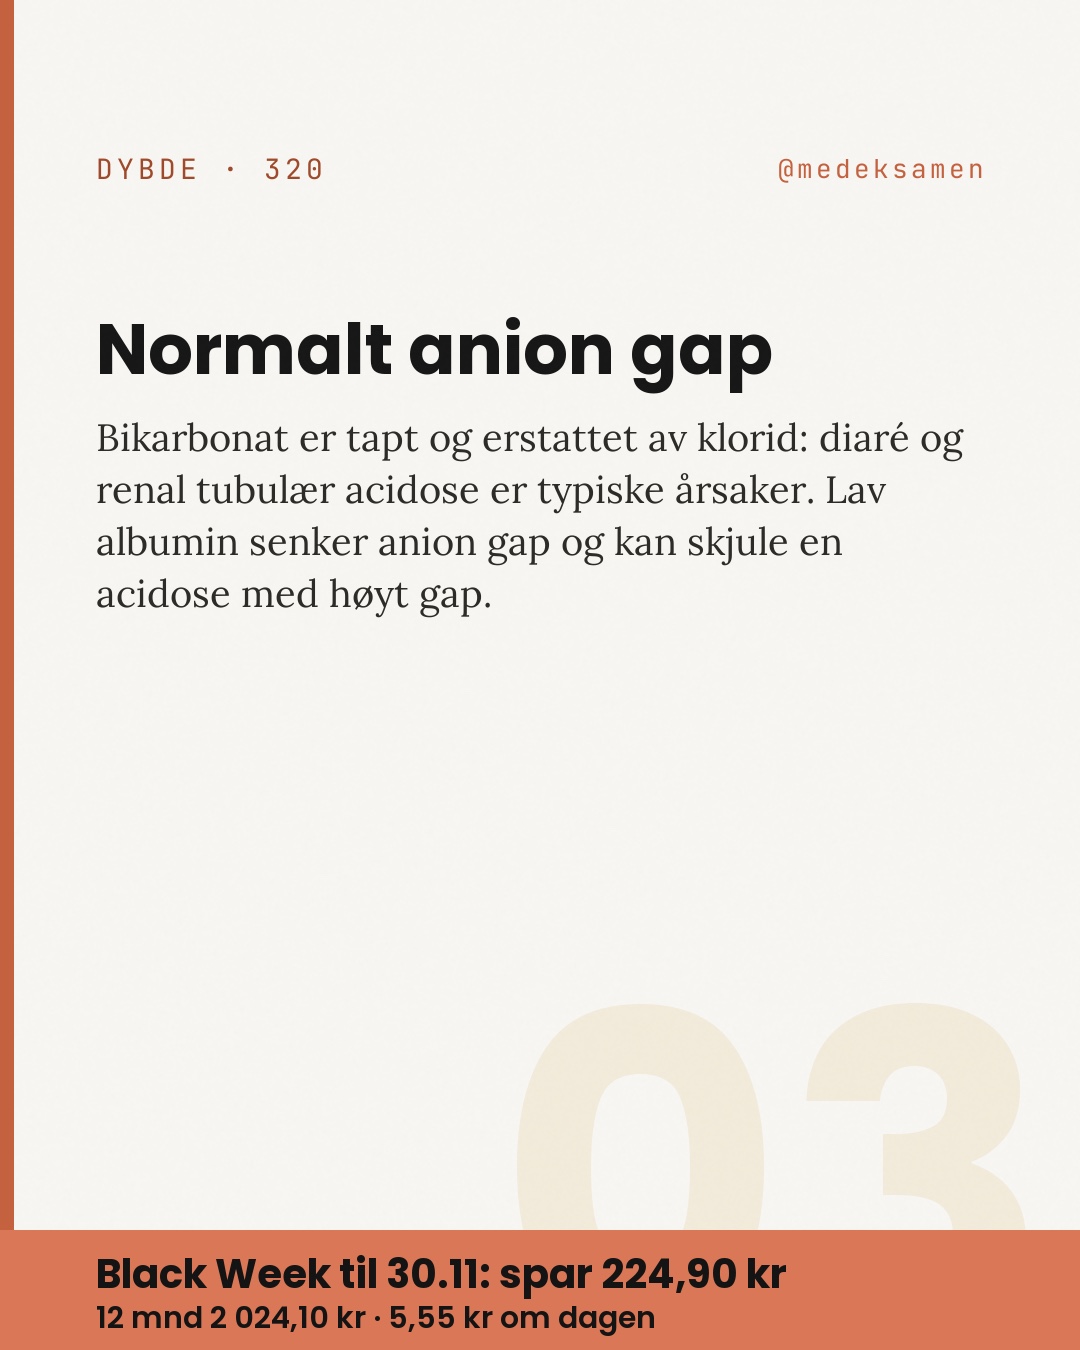 DYBDE · 320
@medeksamen
Normalt anion gap
Bikarbonat er tapt og erstattet av klorid: diaré og
renal tubulær acidose er typiske årsaker. Lav
albumin senker anion gap og kan skjule en
acidose med høyt gap.
03
Black Week til 30.11: spar 224,90 kr
12 mnd 2 024,10 kr · 5,55 kr om dagen